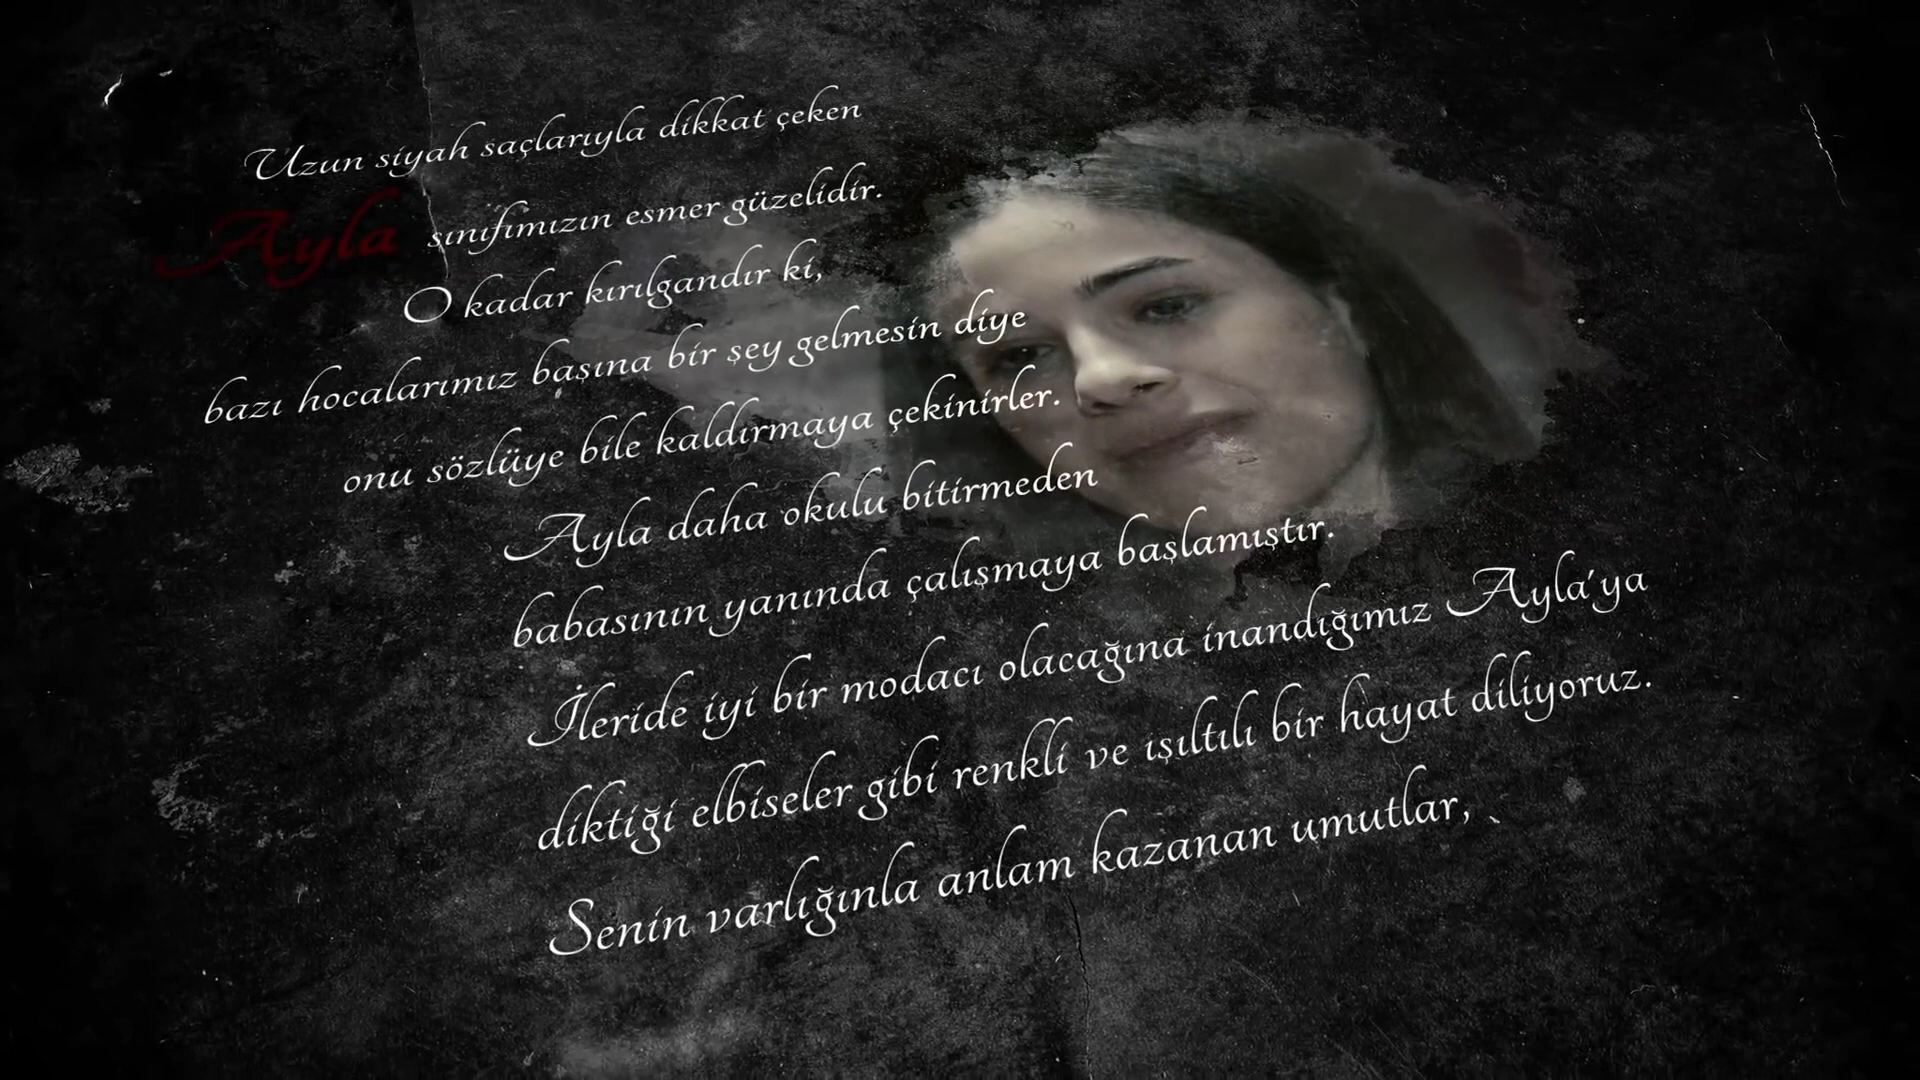 Uzun siyah saçlarıyla dikkat çeken
Ayla sınıfımızın esmer güzelidir.
O kadar kırılgandır ki,
bazı hocalarımız başına bir şey gelmesin diye
onu sözlüye bile kaldırmaya çekinirler.
Ayla daha okulu bitirmeden
babasının yanında çalışmaya başlamıştır.
İleride iyi bir modacı olacağına inandığımız Ayla'ya
diktiği elbiseler gibi renkli ve ışıltılı bir hayat diliyoruz.
Senin varlığınla anlam kazanan umutlar,